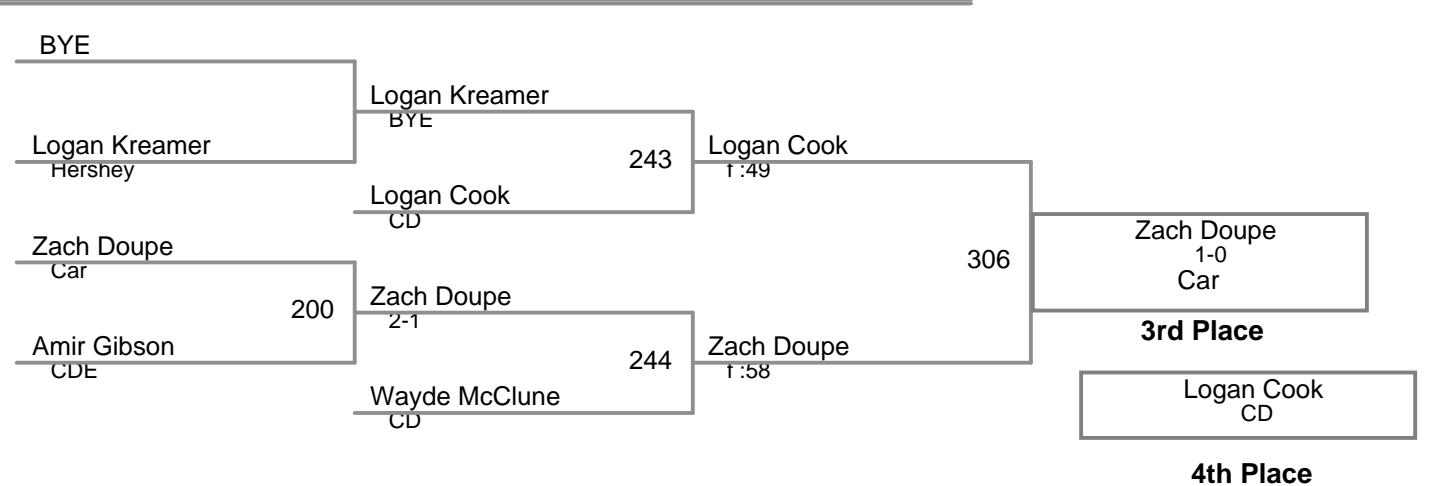 BYE
Logan Kreamer
BYE
Logan Kreamer
Hershey
243
Logan Cook
f :49
Logan Cook
CD
Zach Doupe
Car
306
Zach Doupe
1-0
Car
200
Zach Doupe
2-1
3rd Place
Amir Gibson
CDE
244
Zach Doupe
f :58
Wayde McClune
CD
Logan Cook
CD
4th Place